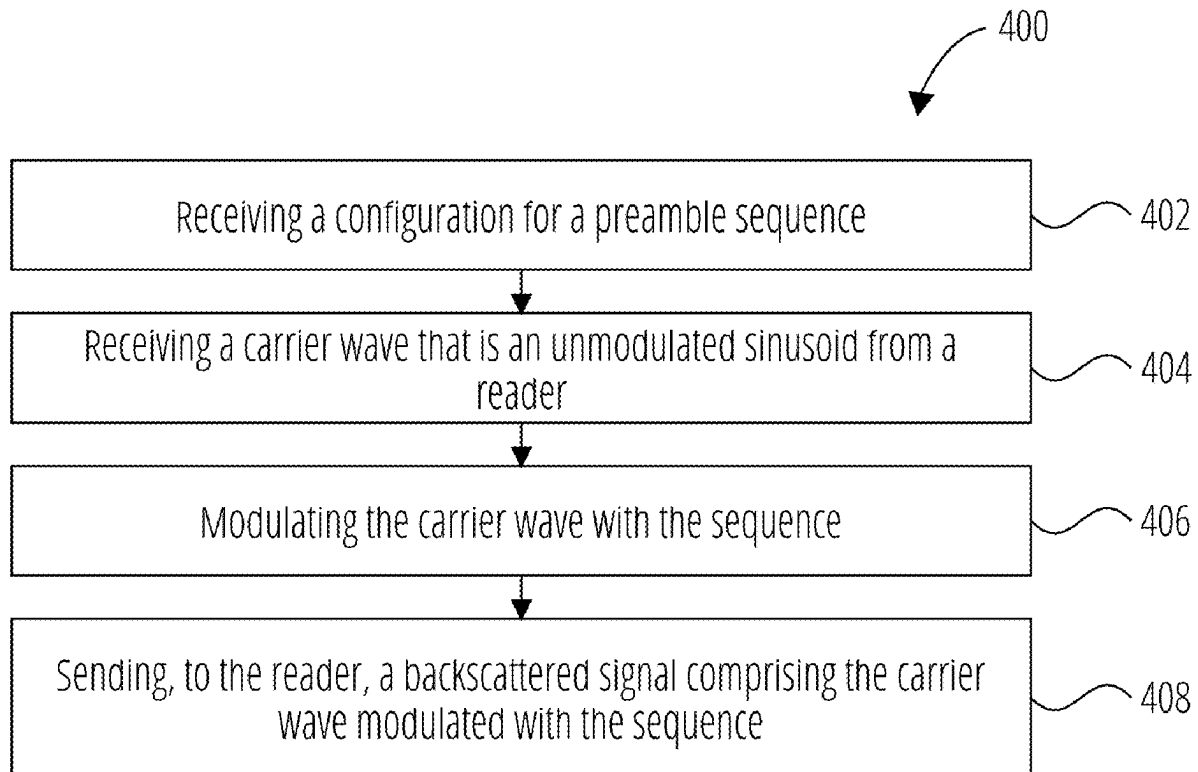 400
Receiving a configuration for a preamble sequence
402
Receiving a carrier wave that is an unmodulated sinusoid from a
reader
404
Modulating the carrier wave with the sequence
406
Sending, to the reader, a backscattered signal comprising the carrier
wave modulated with the sequence
408